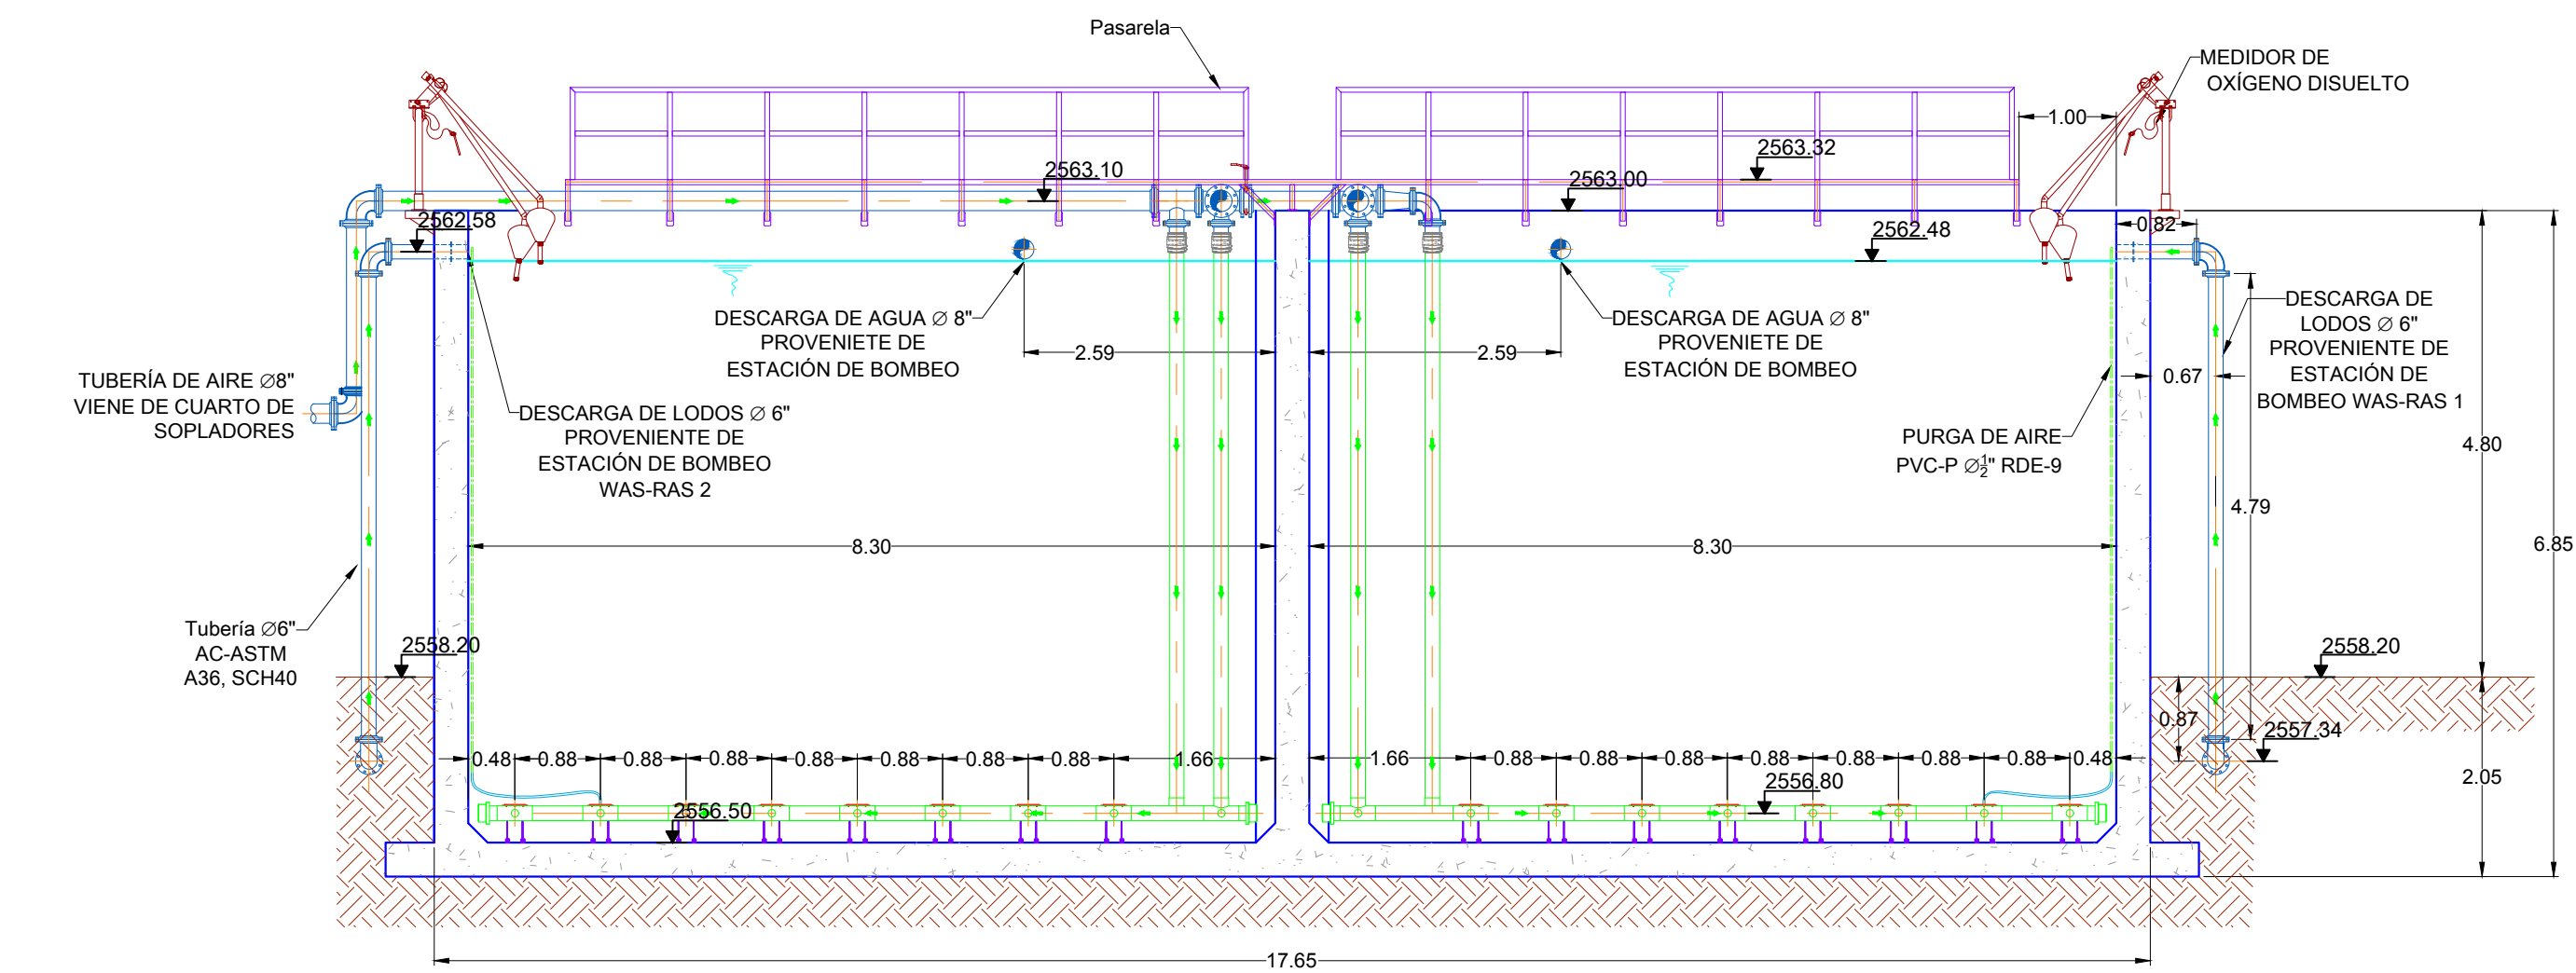 Pasarela
MEDIDOR DE
OXÍGENO DISUELTO
1.00
2563.32
2563.10
2563.00
2562.58
2562.48
0.82
DESCARGA DE AGUA ∅ 8"
PROVENIETE DE
ESTACIÓN DE BOMBEO
2.59
2.59
DESCARGA DE AGUA ∅ 8"
PROVENIETE DE
ESTACIÓN DE BOMBEO
DESCARGA DE
LODOS ∅ 6"
PROVENIENTE DE
ESTACIÓN DE
BOMBEO WAS-RAS 1
0.67
TUBERÍA DE AIRE ∅8"
VIENE DE CUARTO DE
SOPLADORES
DESCARGA DE LODOS ∅ 6"
PROVENIENTE DE
ESTACIÓN DE BOMBEO
WAS-RAS 2
PURGA DE AIRE
PVC-P ∅½" RDE-9
4.80
4.79
6.85
8.30
8.30
Tubería ∅6"
AC-ASTM
A36, SCH40
2558.20
2558.20
0.87
2557.34
2.05
0.48 0.88 0.88 0.88 0.88 0.88 0.88 0.88 1.66
1.66 0.88 0.88 0.88 0.88 0.88 0.88 0.88 0.48
2556.80
2556.50
17.65